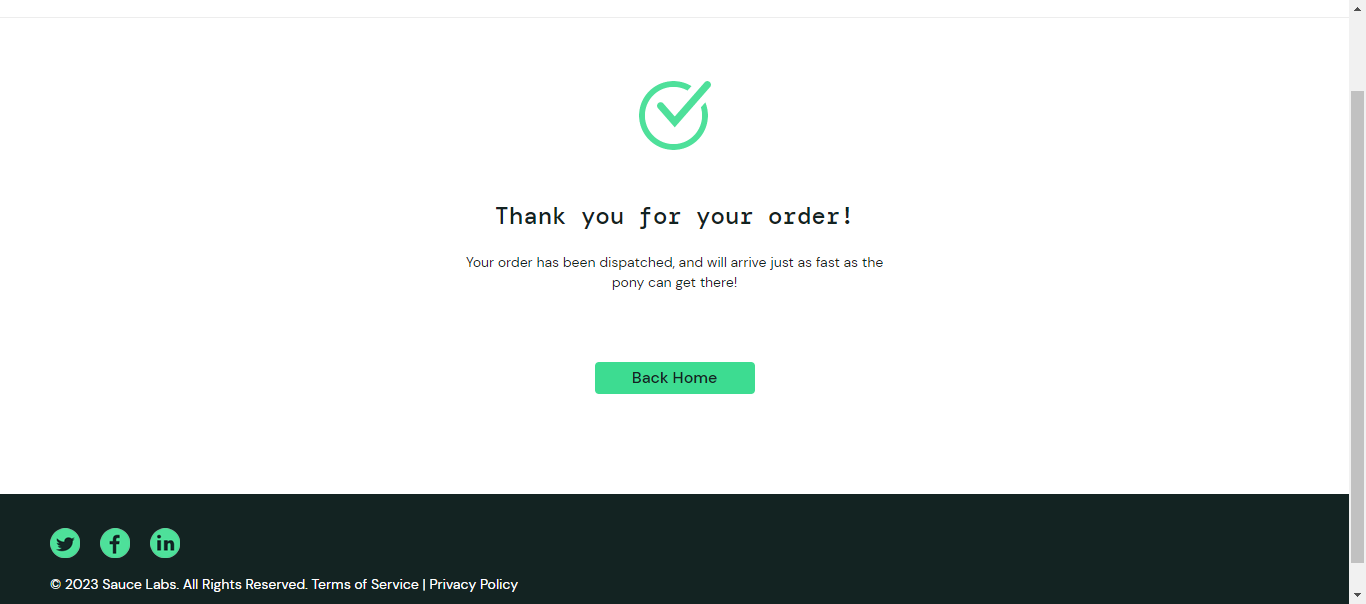 Thank you for your order!
Your order has been dispatched, and will arrive just as fast as the
pony can get there!
Back Home
© 2023 Sauce Labs. All Rights Reserved. Terms of Service | Privacy Policy